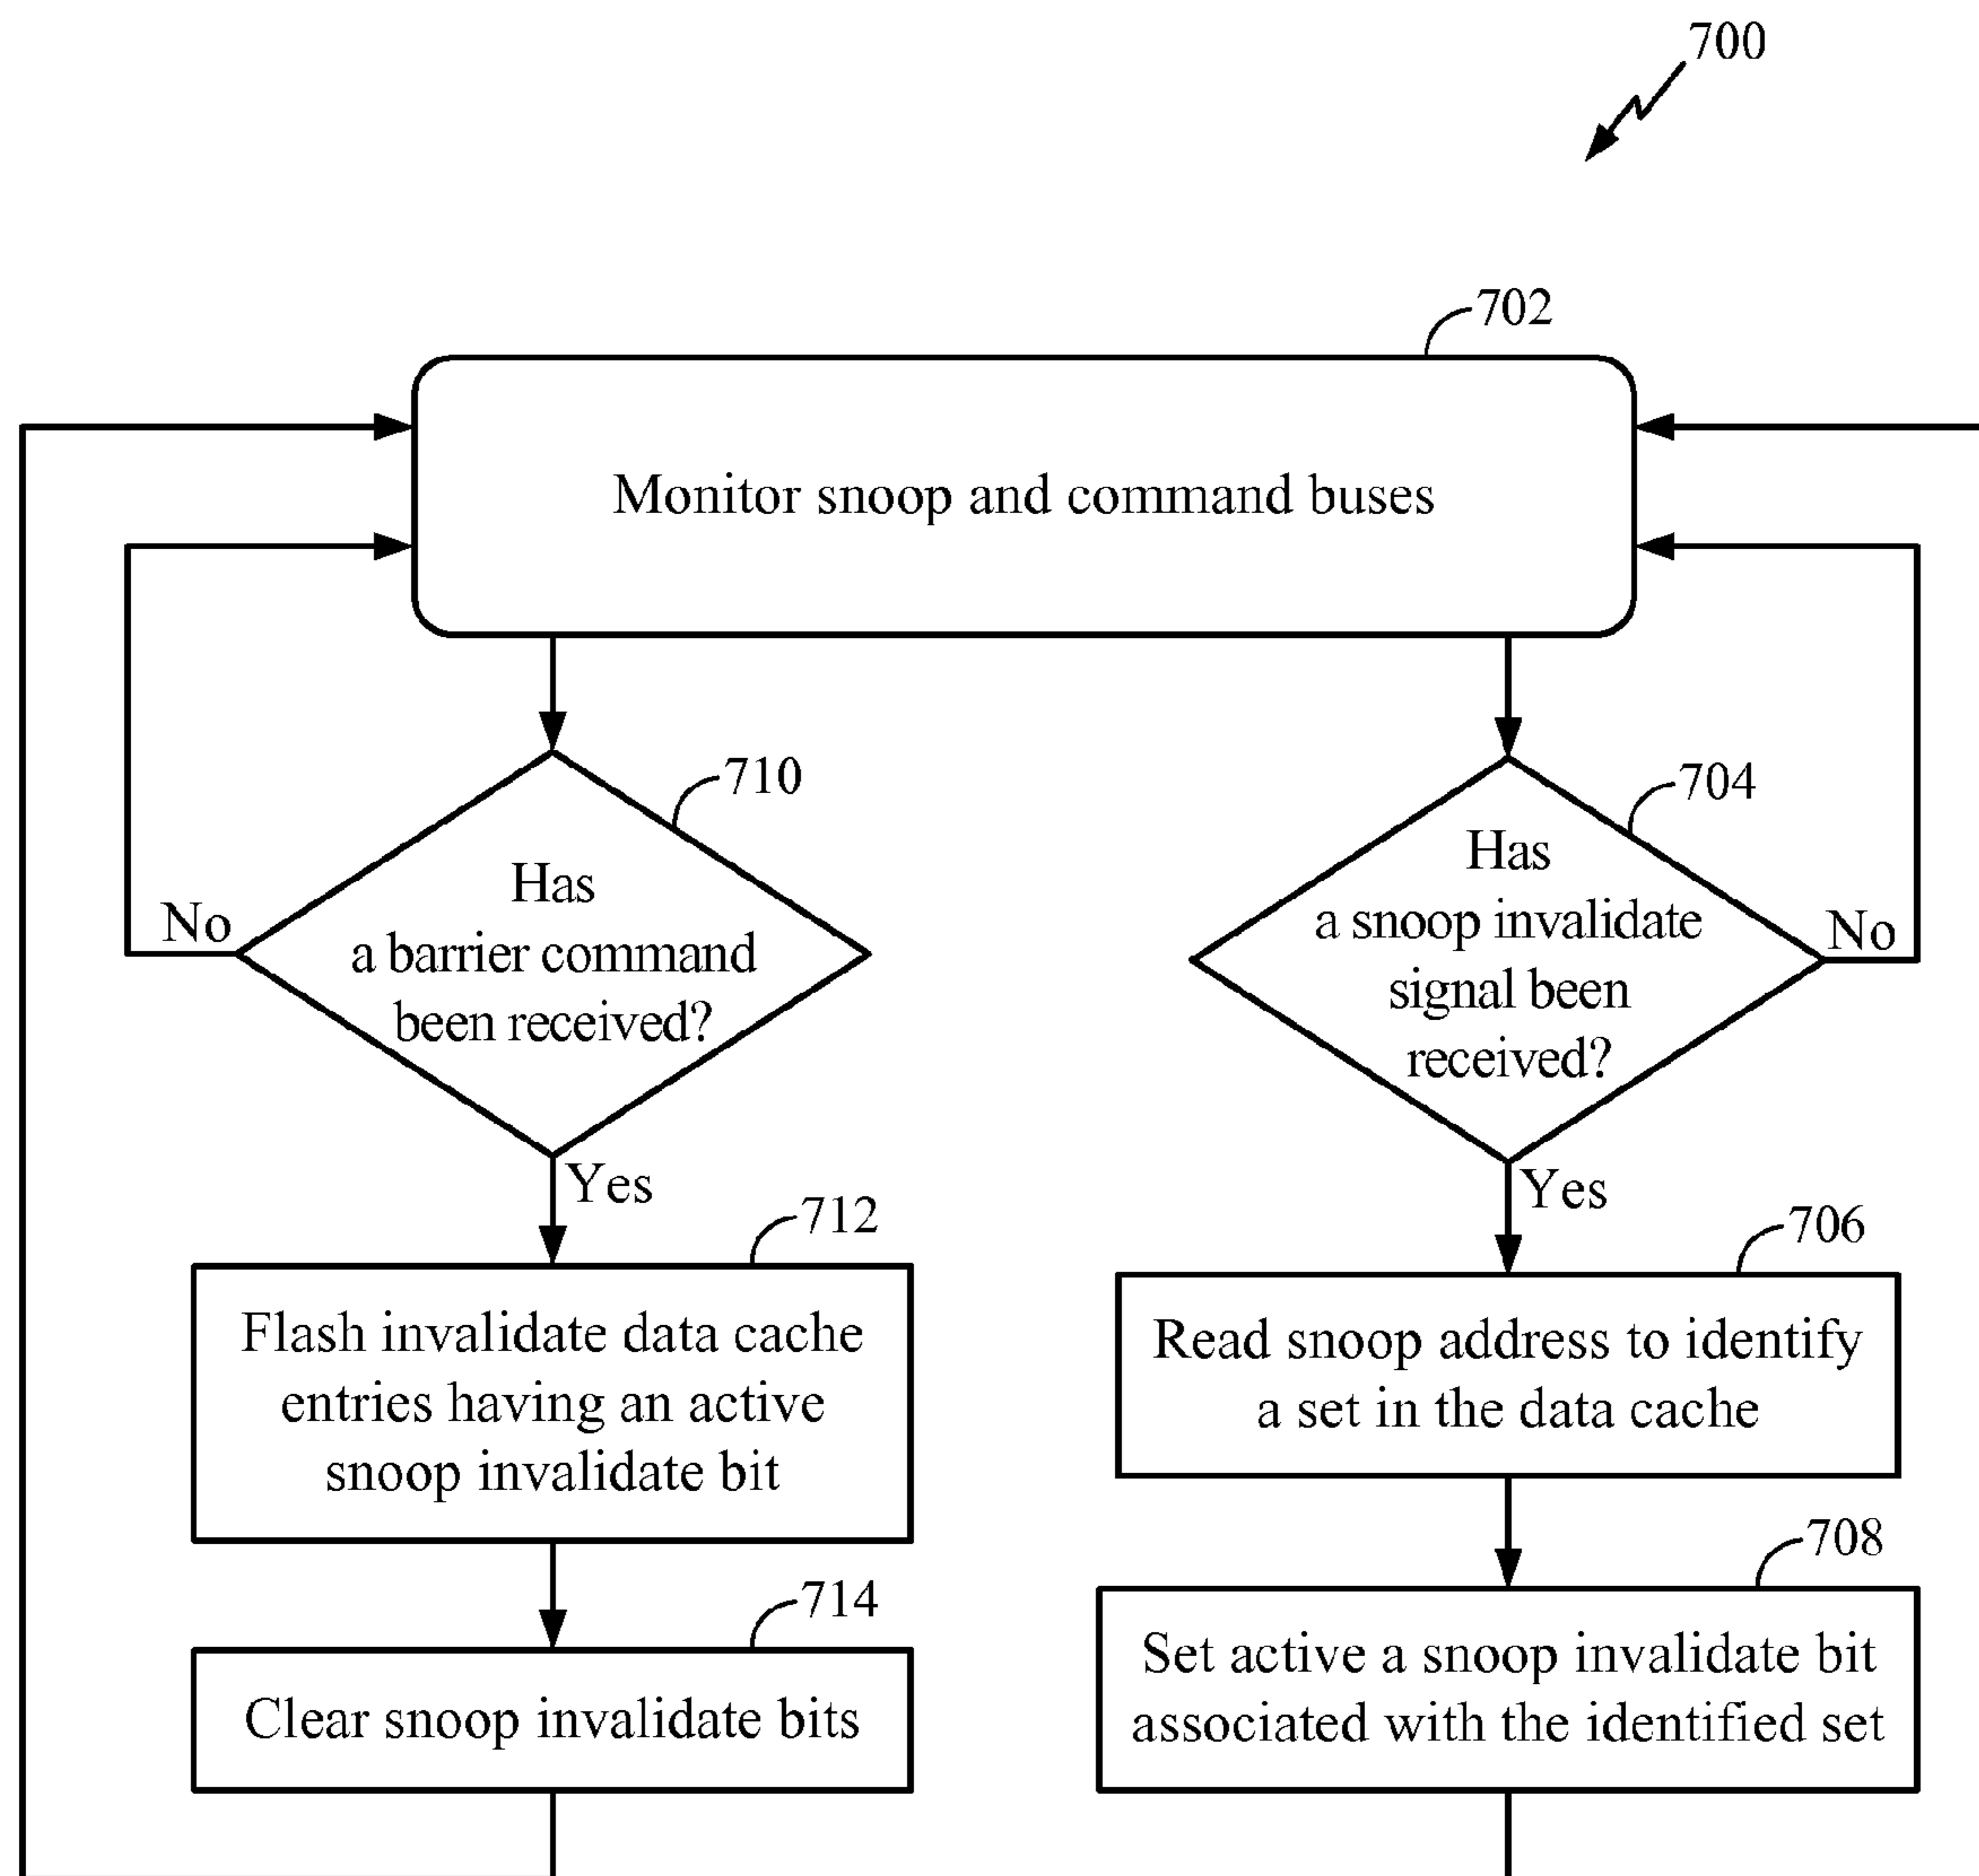 700
702
Monitor snoop and command buses
710
704
Has
a barrier command
been received?
No
Has
a snoop invalidate
signal been
received?
No
Yes
Yes
712
706
Flash invalidate data cache
entries having an active
snoop invalidate bit
Read snoop address to identify
a set in the data cache
714
708
Clear snoop invalidate bits
Set active a snoop invalidate bit
associated with the identified set